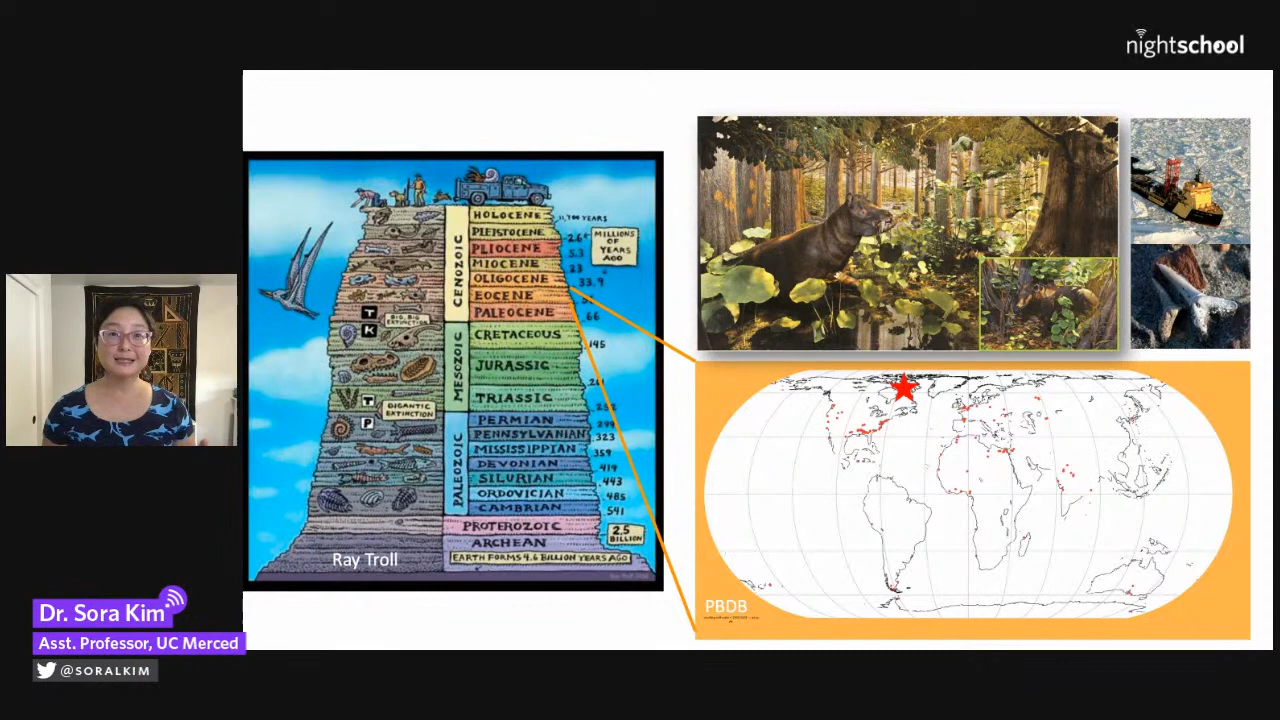 nightschool
HOLOCENE
11,700 YEARS
PLEISTOCENE
2.6
MILLIONS
OF
YEARS
AGO
PLIOCENE
5.3
MIOCENE
23
OLIGOCENE
33.9
EOCENE
PALEOCENE
66
CENOZOIC
T
K
BIG, BIG
EXTINCTION
CRETACEOUS
145
JURASSIC
201
TRIASSIC
252
MESOZOIC
T
P
GIGANTIC
EXTINCTION
PERMIAN
299
PENNSYLVANIAN
323
MISSISSIPPIAN
359
DEVONIAN
419
SILURIAN
443
ORDOVICIAN
485
CAMBRIAN
541
PALEOZOIC
PROTEROZOIC
2.5
BILLION
ARCHEAN
EARTH FORMS 4.6 BILLION YEARS AGO
Ray Troll
PBDB
Dr. Sora Kim
Asst. Professor, UC Merced
@SORALKIM